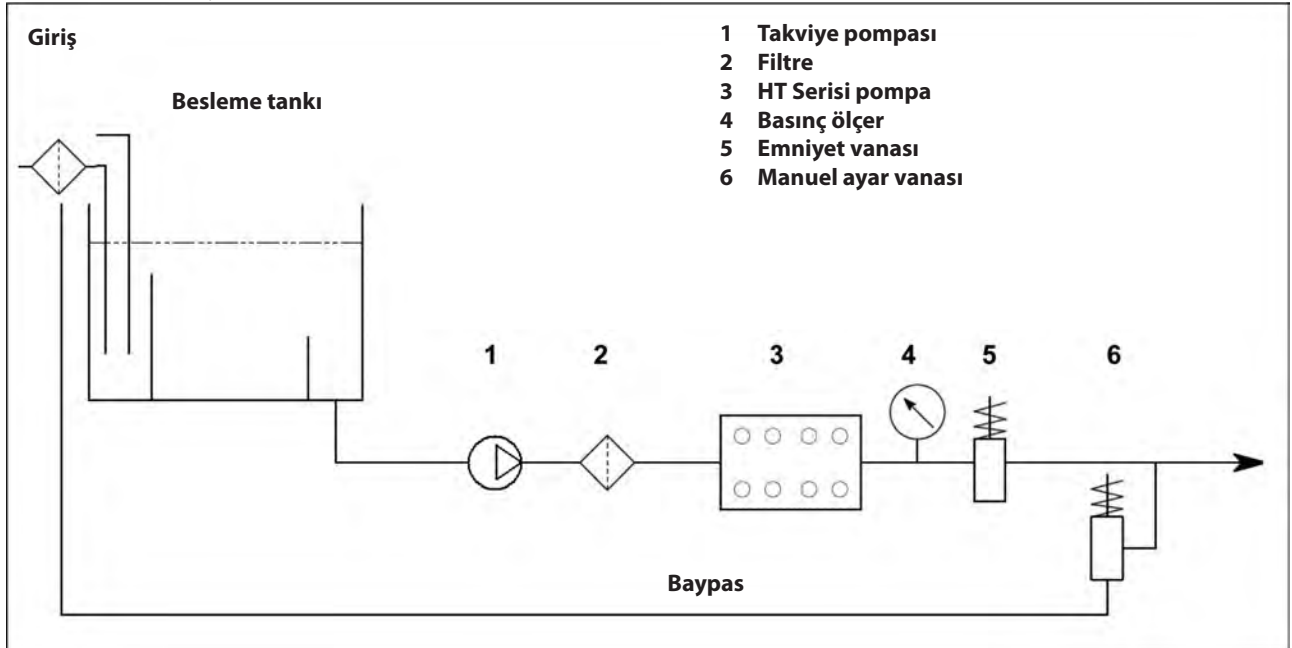 Giriş
Besleme tankı
1 Takviye pompası
2 Filtre
3 HT Serisi pompa
4 Basınç ölçer
5 Emniyet vanası
6 Manuel ayar vanası
1 2 3 4 5 6
Baypas